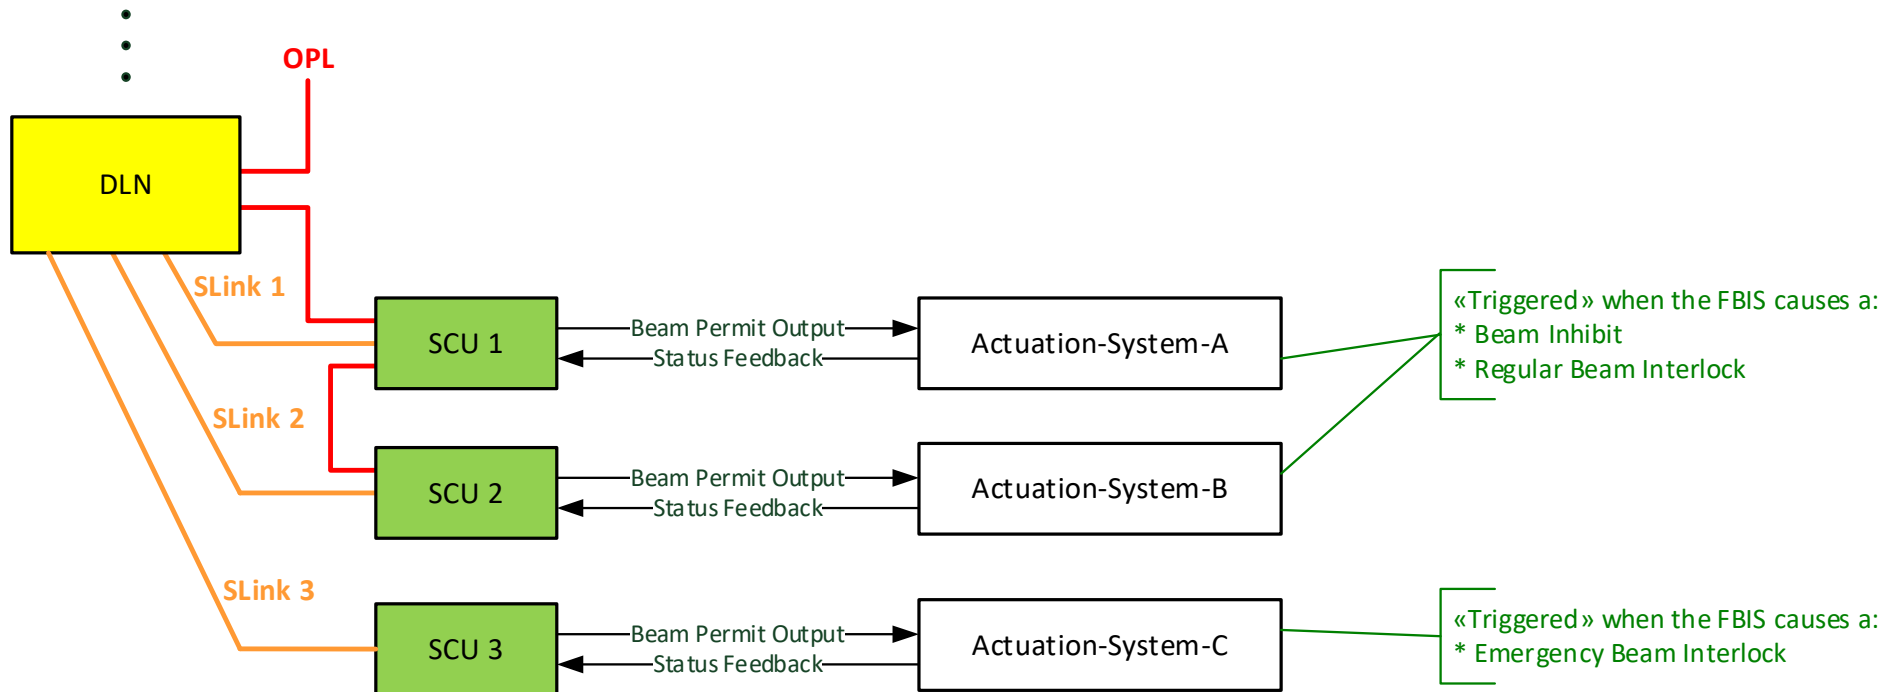 OPL
DLN
SLink 1
SCU 1
Beam Permit Output
Status Feedback
Actuation-System-A
«Triggered» when the FBIS causes a:
* Beam Inhibit
* Regular Beam Interlock
SLink 2
SCU 2
Beam Permit Output
Status Feedback
Actuation-System-B
SLink 3
SCU 3
Beam Permit Output
Status Feedback
Actuation-System-C
«Triggered» when the FBIS causes a:
* Emergency Beam Interlock